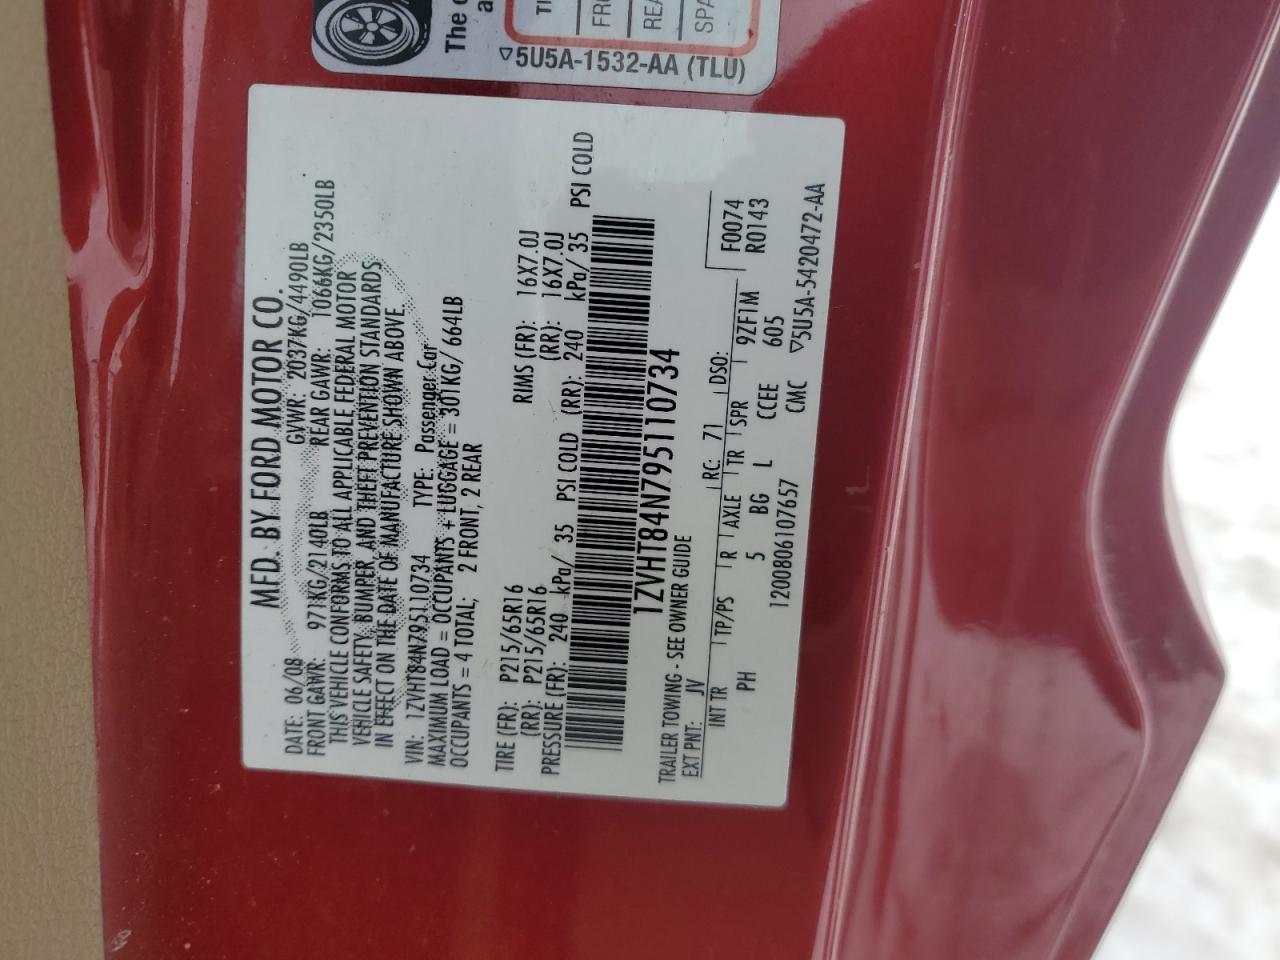 The
▽5U5A-1532-AA (TLU)
MFD. BY FORD MOTOR CO.
DATE: 06/08 GVWR: 2037KG/4490LB
FRONT GAWR: 971KG/2140LB REAR GAWR: 1066KG/2350LB
THIS VEHICLE CONFORMS TO ALL APPLICABLE FEDERAL MOTOR
VEHICLE SAFETY, BUMPER, AND THEFT PREVENTION STANDARDS
IN EFFECT ON THE DATE OF MANUFACTURE SHOWN ABOVE.
VIN: 1ZVHT84N795110734 TYPE: Passenger Car
MAXIMUM LOAD = OCCUPANTS + LUGGAGE = 301KG/664LB
OCCUPANTS = 4 TOTAL; 2 FRONT, 2 REAR
TIRE (FR): P215/65R16 RIMS (FR): 16X7.0J
(RR): P215/65R16 (RR): 16X7.0J
PRESSURE (FR): 240 kPa/ 35 PSI COLD (RR): 240 kPa/ 35 PSI COLD
1ZVHT84N795110734
TRAILER TOWING - SEE OWNER GUIDE
EXT PNT: JV RC: 71 DSO: F0074
R0143
INT TR TP/PS R AXLE TR SPR 9ZF1M
PH 5 BG L CCEE 605
1200806107657 CMC ▽5U5A-5420472-AA